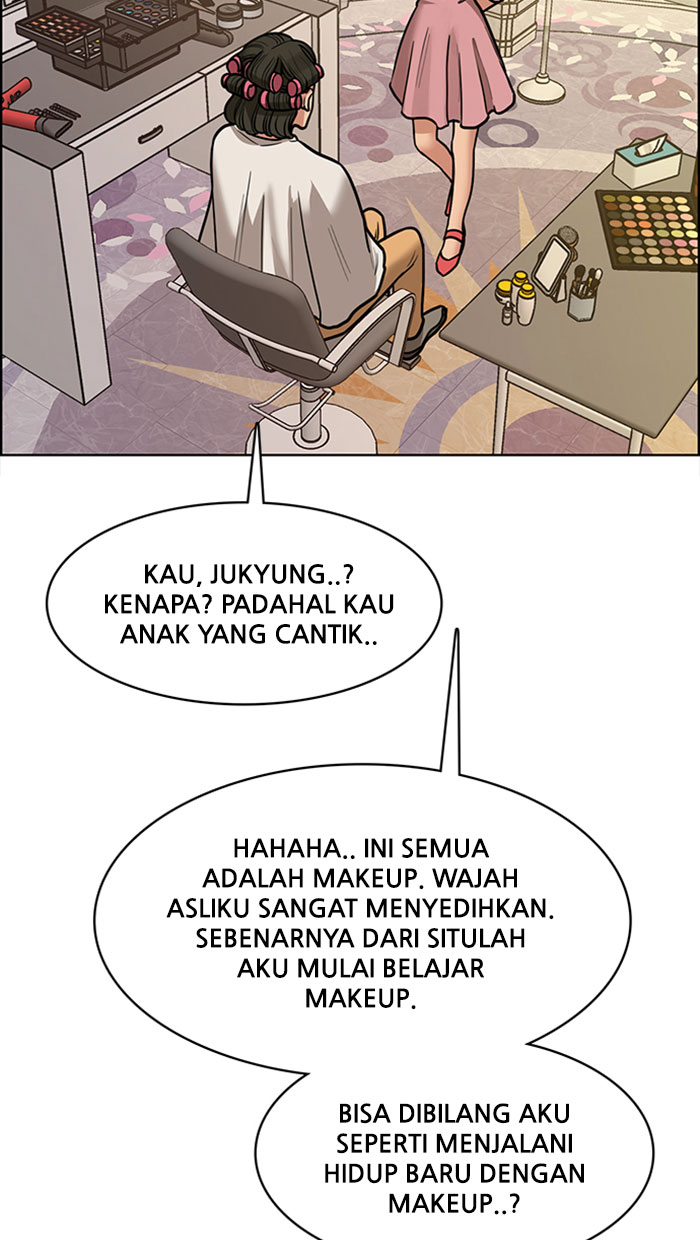 KAU, JUKYUNG..?
KENAPA? PADAHAL KAU
ANAK YANG CANTIK..
HAHAHA.. INI SEMUA
ADALAH MAKEUP. WAJAH
ASLIKU SANGAT MENYEDIHKAN.
SEBENARNYA DARI SITULAH
AKU MULAI BELAJAR
MAKEUP.
BISA DIBILANG AKU
SEPERTI MENJALANI
HIDUP BARU DENGAN
MAKEUP..?